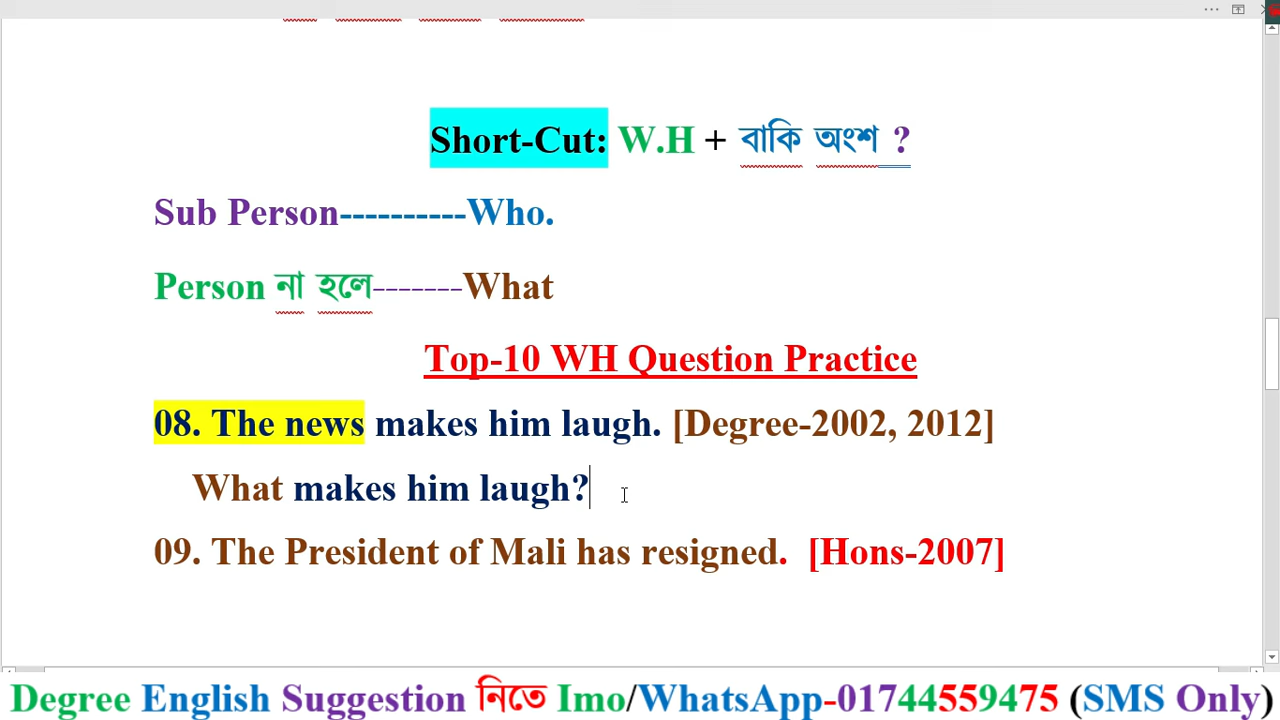 Short-Cut: W.H + বাকি অংশ ?
Sub Person----------Who.
Person না হলে-------What
Top-10 WH Question Practice
08. The news makes him laugh. [Degree-2002, 2012]
What makes him laugh?
09. The President of Mali has resigned. [Hons-2007]
Degree English Suggestion নিতে Imo/WhatsApp-01744559475 (SMS Only)